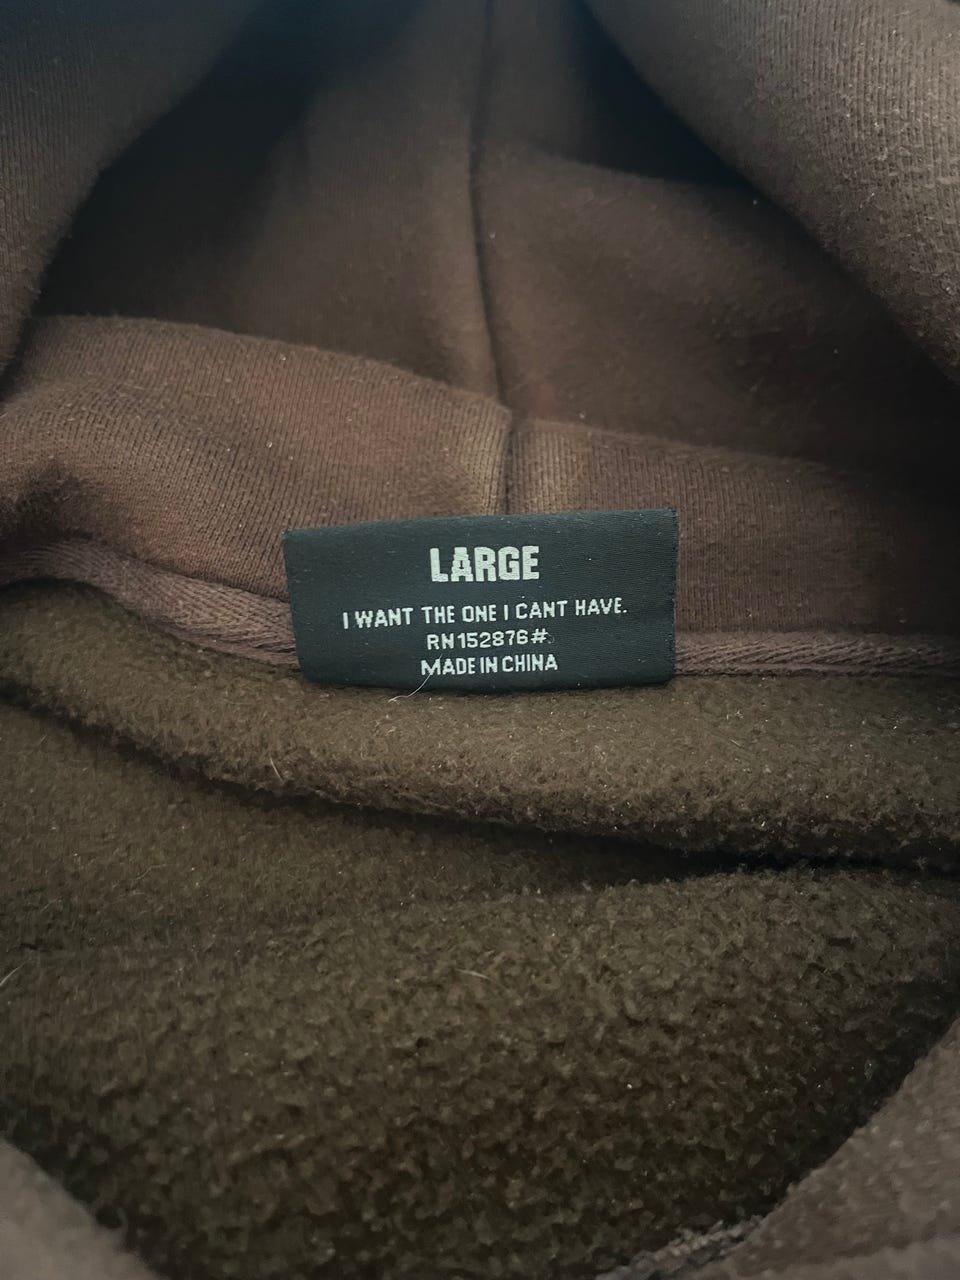 LARGE
I WANT THE ONE I CANT HAVE.
RN152876#
MADE IN CHINA